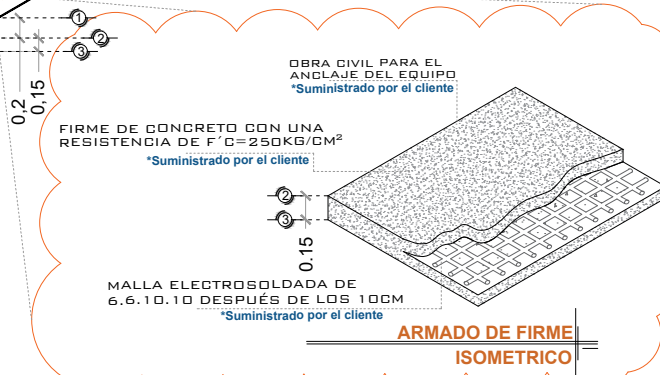 1
2
3
0,2
0,15
OBRA CIVIL PARA EL
ANCLAJE DEL EQUIPO
*Suministrado por el cliente
FIRME DE CONCRETO CON UNA
RESISTENCIA DE F´C=250KG/CM²
*Suministrado por el cliente
2
3
0.15
MALLA ELECTROSOLDADA DE
6.6.10.10 DESPUÉS DE LOS 10CM
*Suministrado por el cliente
ARMADO DE FIRME
ISOMETRICO